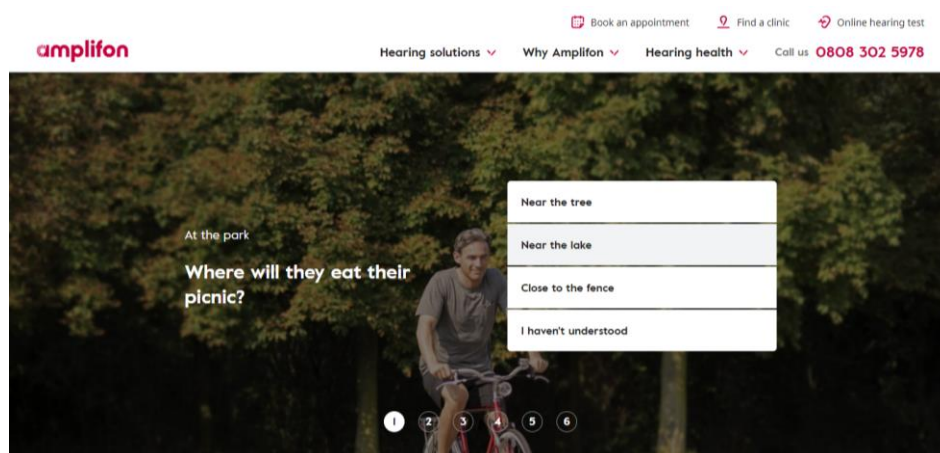 Book an appointment
Find a clinic
Online hearing test
amplifon
Hearing solutions
Why Amplifon
Hearing health
Call us 0808 302 5978
At the park
Where will they eat their
picnic?
Near the tree
Near the lake
Close to the fence
I haven't understood
1 2 3 4 5 6